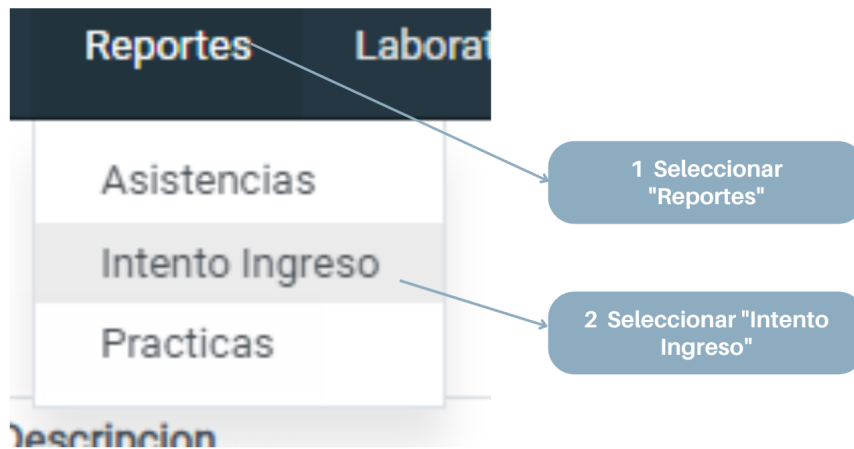 Reportes
Asistencias
Intento Ingreso
Practicas
1 Seleccionar
"Reportes"
2 Seleccionar "Intento
Ingreso"